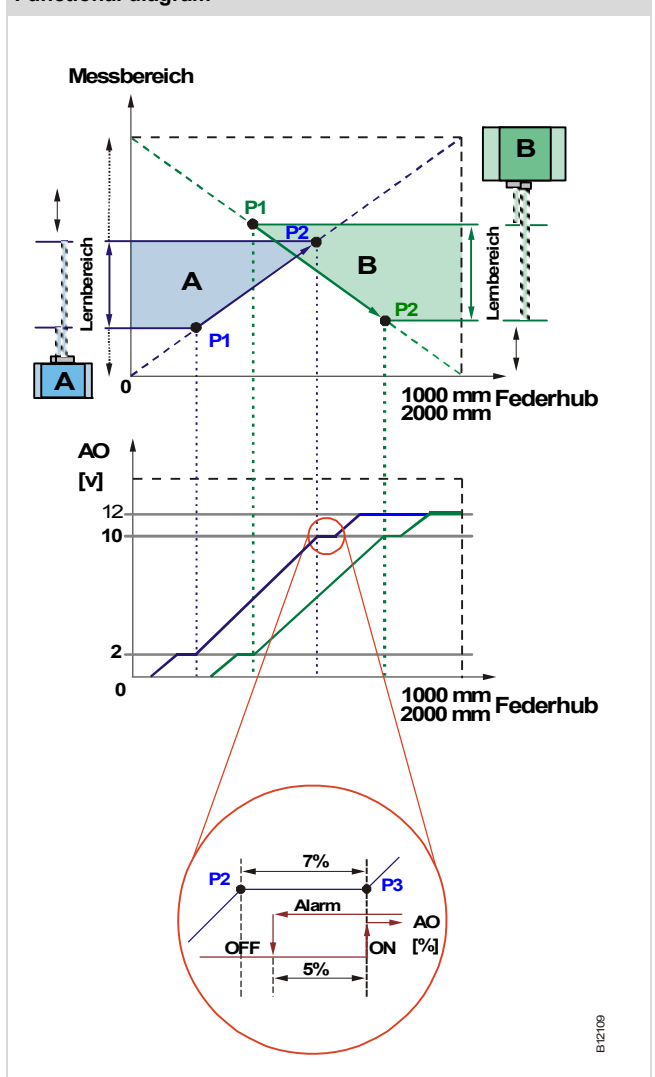 Functional diagram
Messbereich
B
P1
P2
Lernbereich
A
B
Lernbereich
P2
P1
A
0
1000 mm
2000 mm
Federhub
AO
[v]
12
10
2
0
1000 mm
2000 mm
Federhub
7%
P2
P3
Alarm
AO
OFF
ON
[%]
5%
B12109